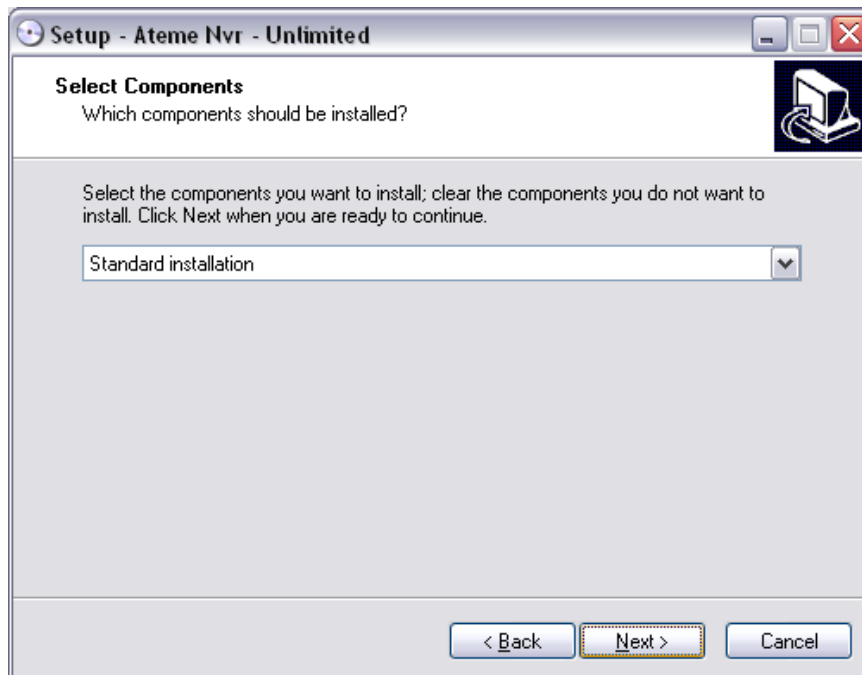 Setup - Ateme Nvr - Unlimited
Select Components
Which components should be installed?
Select the components you want to install; clear the components you do not want to
install. Click Next when you are ready to continue.
Standard installation
< Back
Next >
Cancel